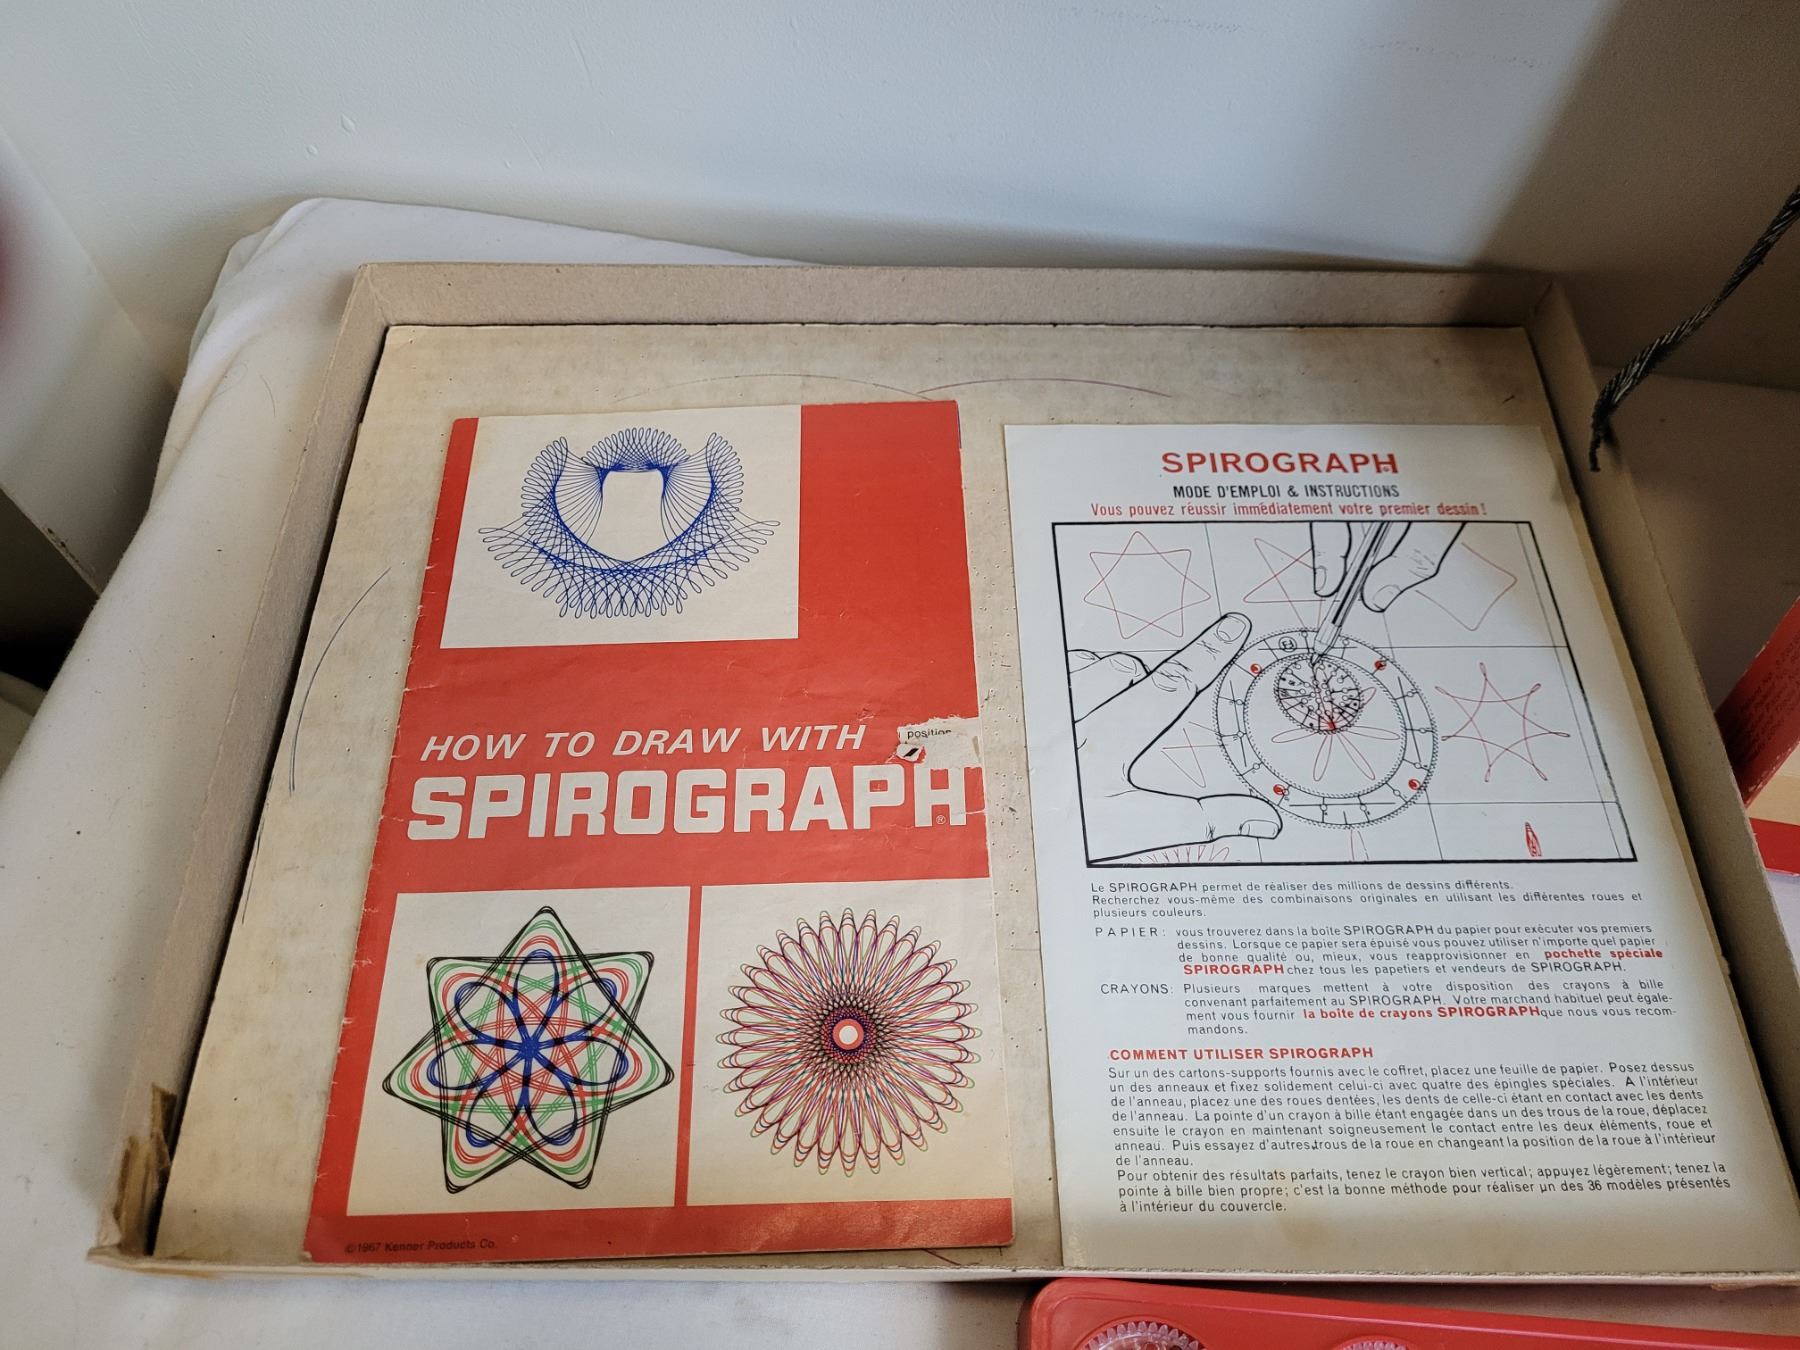 HOW TO DRAW WITH
position
SPIROGRAPH®
©1967 Kenner Products Co.
SPIROGRAPH
MODE D'EMPLOI & INSTRUCTIONS
Vous pouvez réussir immédiatement votre premier dessin!
Le SPIROGRAPH permet de réaliser des millions de dessins différents.
Recherchez vous-même des combinaisons originales en utilisant les différentes roues et
plusieurs couleurs.
PAPIER: vous trouverez dans la boîte SPIROGRAPH du papier pour exécuter vos premiers
dessins. Lorsque ce papier sera épuisé vous pouvez utiliser n'importe quel papier
de bonne qualité ou, mieux, vous reapprovisionner en pochette spéciale
SPIROGRAPH chez tous les papetiers et vendeurs de SPIROGRAPH.
CRAYONS: Plusieurs marques mettent à votre disposition des crayons à bille
convenant parfaitement au SPIROGRAPH. Votre marchand habituel peut égale-
ment vous fournir la boîte de crayons SPIROGRAPH que nous vous recom-
mandons.
COMMENT UTILISER SPIROGRAPH
Sur un des cartons-supports fournis avec le coffret, placez une feuille de papier. Posez dessus
un des anneaux et fixez solidement celui-ci avec quatre des épingles spéciales. A l'intérieur
de l'anneau, placez une des roues dentées, les dents de celle-ci étant en contact avec les dents
de l'anneau. La pointe d'un crayon à bille étant engagée dans un des trous de la roue, déplacez
ensuite le crayon en maintenant soigneusement le contact entre les deux éléments, roue et
anneau. Puis essayez d'autres trous de la roue en changeant la position de la roue à l'intérieur
de l'anneau.
Pour obtenir des résultats parfaits, tenez le crayon bien vertical; appuyez légèrement; tenez la
pointe à bille bien propre; c'est la bonne méthode pour réaliser un des 36 modèles présentés
à l'intérieur du couvercle.